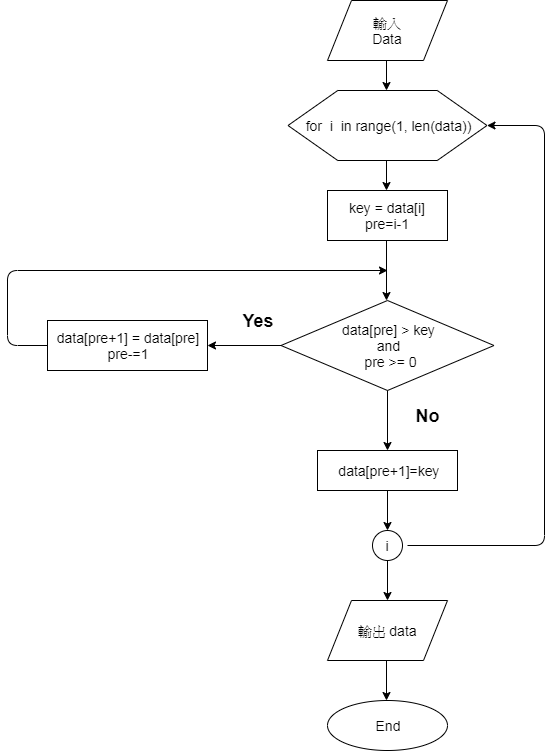 輸入
Data
for i in range(1, len(data))
key = data[i]
pre=i-1
Yes
data[pre+1] = data[pre]
pre-=1
data[pre] > key
and
pre >= 0
No
data[pre+1]=key
i
輸出 data
End